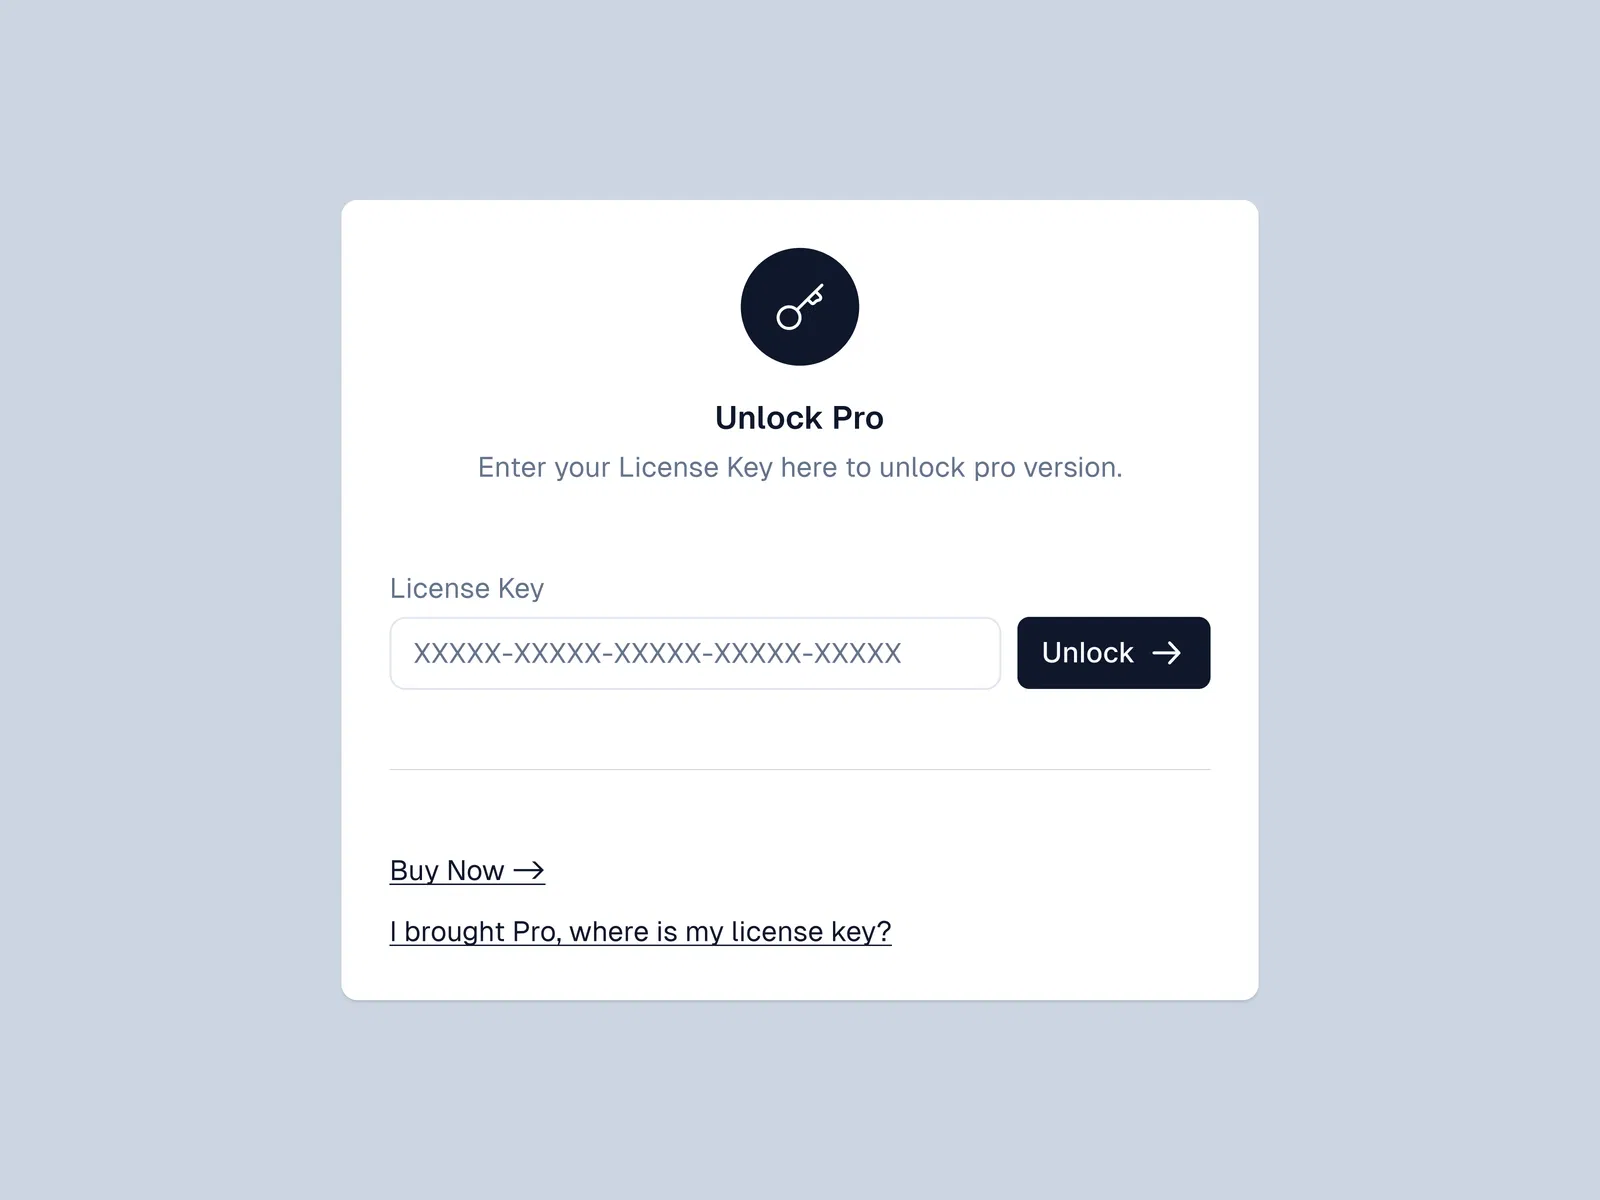 Unlock Pro
Enter your License Key here to unlock pro version.
License Key
XXXXX-XXXXX-XXXXX-XXXXX-XXXXX
Unlock →
Buy Now →
I brought Pro, where is my license key?